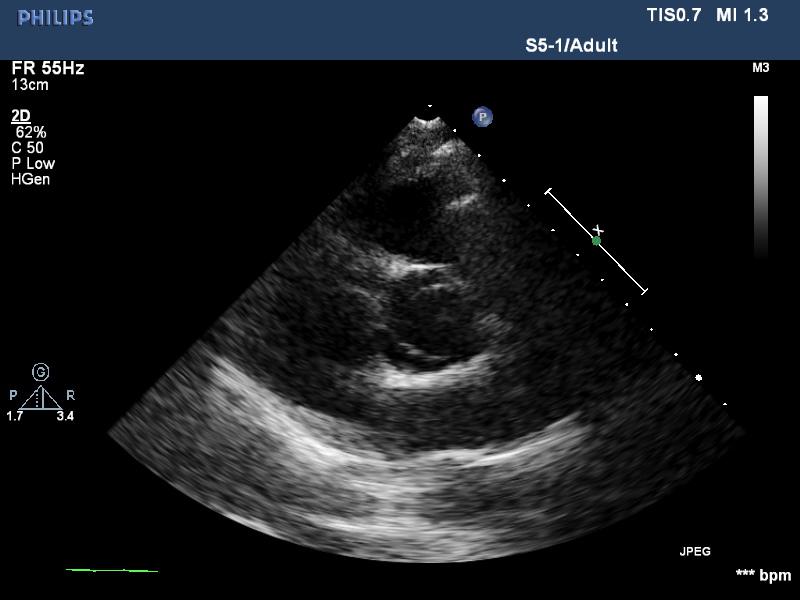 PHILIPS
TIS0.7 MI 1.3
S5-1/Adult
FR 55Hz
13cm
M3
2D
62%
C 50
P Low
HGen
P
G
P R
1.7 3.4
JPEG
*** bpm